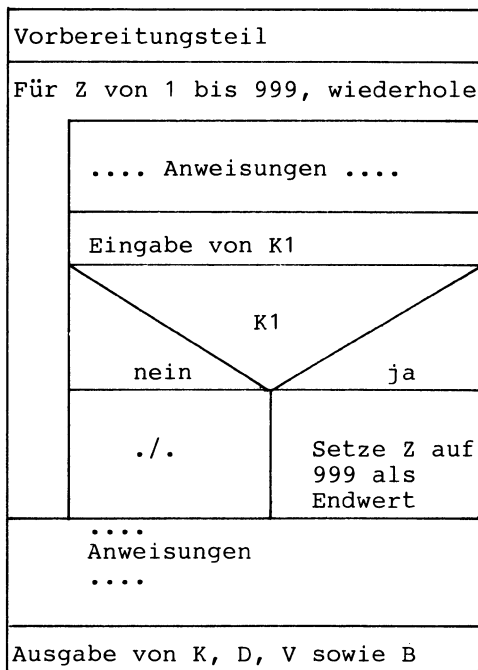 Vorbereitungsteil
Für Z von 1 bis 999, wiederhole
.... Anweisungen ....
Eingabe von K1
K1
nein ja
./. Setze Z auf
999 als
Endwert
....
Anweisungen
....
Ausgabe von K, D, V sowie B